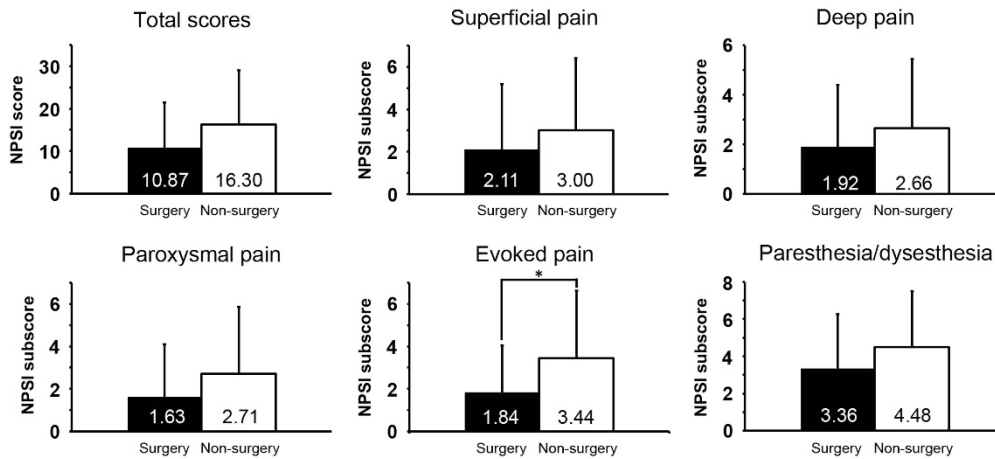 Total scores
NPSI score
30
20
10
0
10.87
16.30
Surgery
Non-surgery
Superficial pain
NPSI subscore
6
4
2
0
2.11
3.00
Surgery
Non-surgery
Deep pain
NPSI subscore
6
4
2
0
1.92
2.66
Surgery
Non-surgery
Paroxysmal pain
NPSI subscore
6
4
2
0
1.63
2.71
Surgery
Non-surgery
Evoked pain
*
NPSI subscore
6
4
2
0
1.84
3.44
Surgery
Non-surgery
Paresthesia/dysesthesia
NPSI subscore
8
6
4
2
0
3.36
4.48
Surgery
Non-surgery